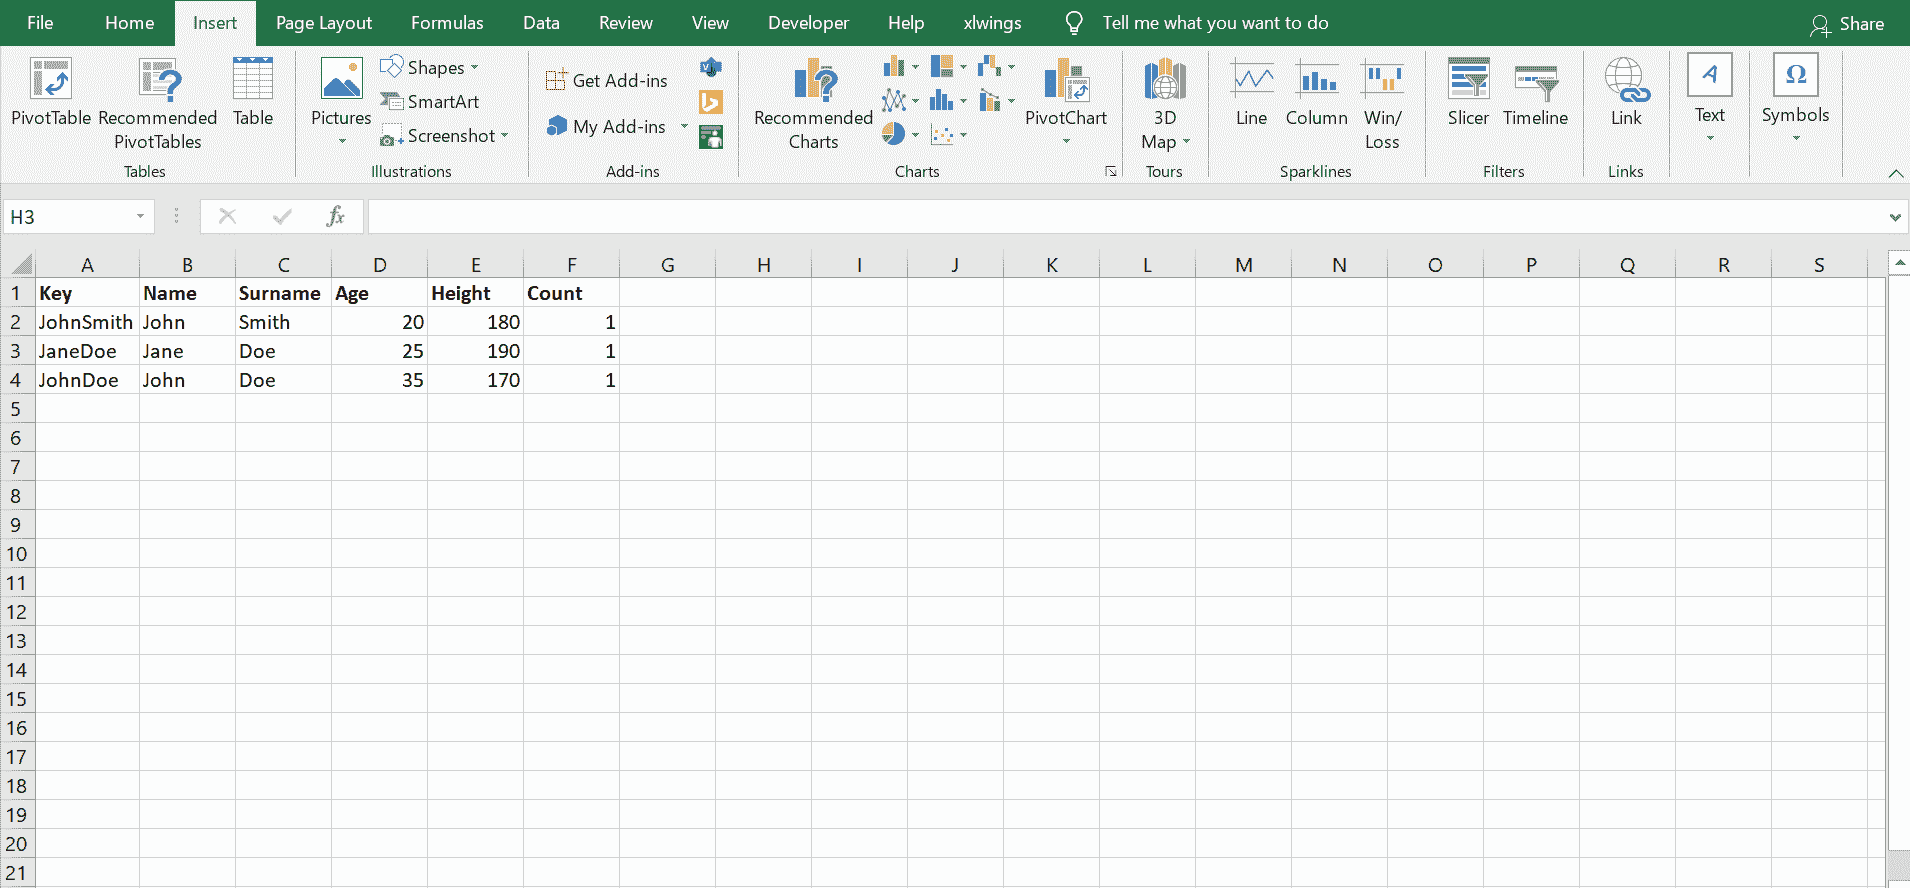 File Home Insert Page Layout Formulas Data Review View Developer Help xlwings Tell me what you want to do Share
PivotTable Recommended PivotTables Table
Tables
Pictures Shapes
SmartArt
Screenshot
Illustrations
Get Add-ins
My Add-ins
Add-ins
Recommended Charts
PivotChart
Charts
3D Map
Tours
Line Column Win/ Loss
Sparklines
Slicer Timeline
Filters
Link
Links
A
Text
Ω
Symbols
H3 fx
A B C D E F G H I J K L M N O P Q R S
1 Key Name Surname Age Height Count
2 JohnSmith John Smith 20 180 1
3 JaneDoe Jane Doe 25 190 1
4 JohnDoe John Doe 35 170 1
5
6
7
8
9
10
11
12
13
14
15
16
17
18
19
20
21